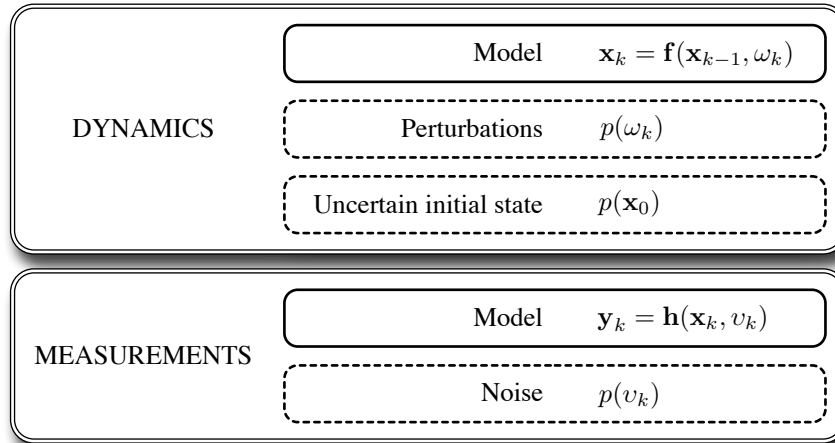 Model x_k = f(x_{k−1}, ω_k)
DYNAMICS Perturbations p(ω_k)
Uncertain initial state p(x_0)
Model y_k = h(x_k, υ_k)
MEASUREMENTS
Noise p(υ_k)